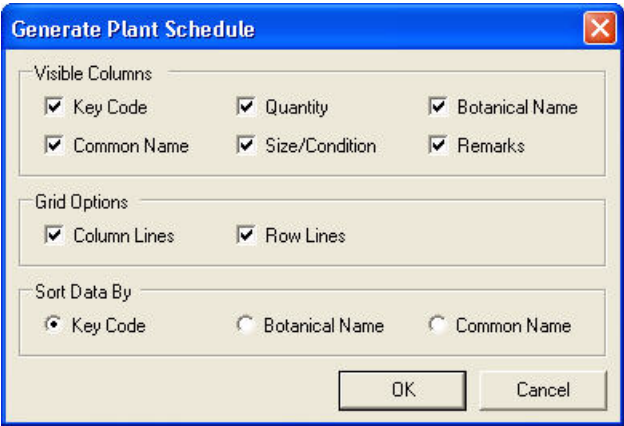 Generate Plant Schedule
Visible Columns
Key Code Quantity Botanical Name
Common Name Size/Condition Remarks
Grid Options
Column Lines Row Lines
Sort Data By
Key Code Botanical Name Common Name
OK Cancel